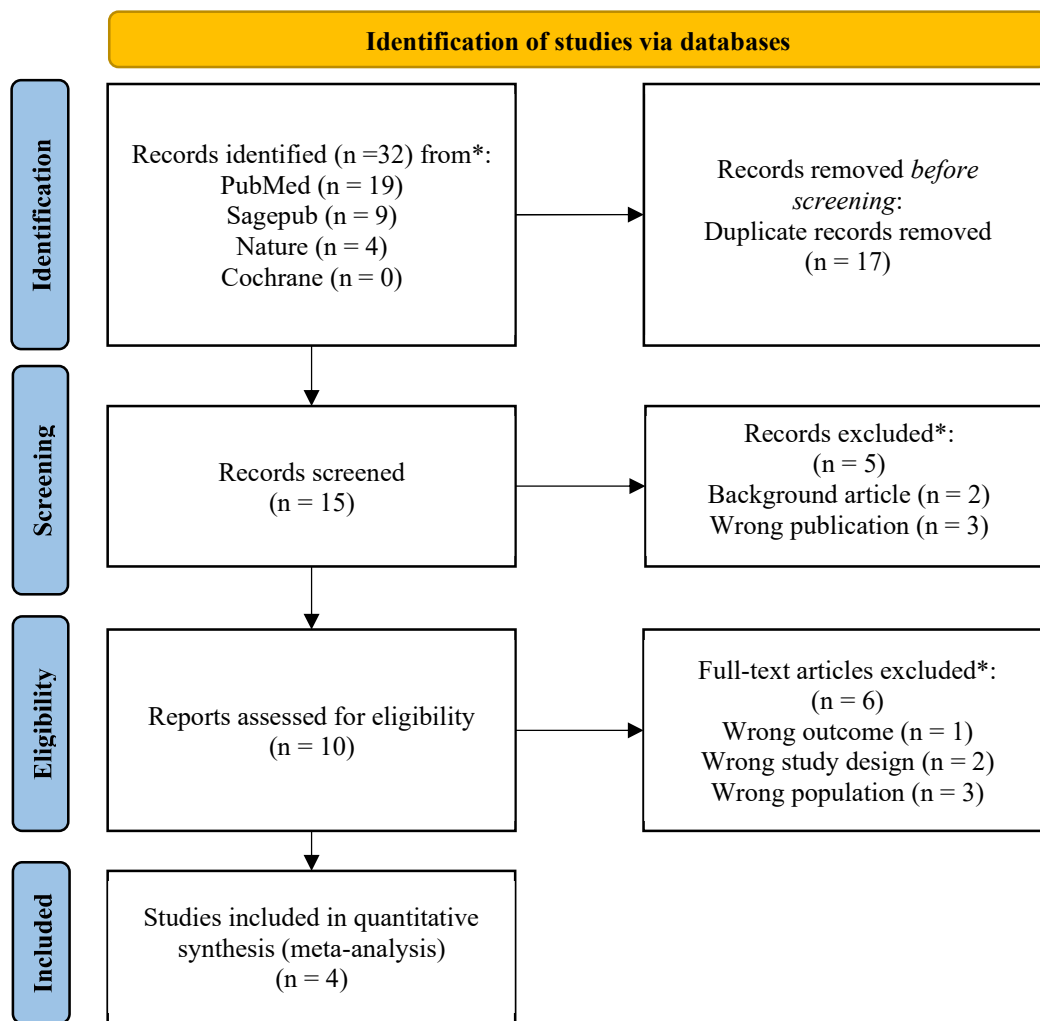 Identification of studies via databases
Identification
Records identified (n =32) from*:
PubMed (n = 19)
Sagepub (n = 9)
Nature (n = 4)
Cochrane (n = 0)
Records removed before
screening:
Duplicate records removed
(n = 17)
Screening
Records screened
(n = 15)
Records excluded*:
(n = 5)
Background article (n = 2)
Wrong publication (n = 3)
Eligibility
Reports assessed for eligibility
(n = 10)
Full-text articles excluded*:
(n = 6)
Wrong outcome (n = 1)
Wrong study design (n = 2)
Wrong population (n = 3)
Included
Studies included in quantitative
synthesis (meta-analysis)
(n = 4)